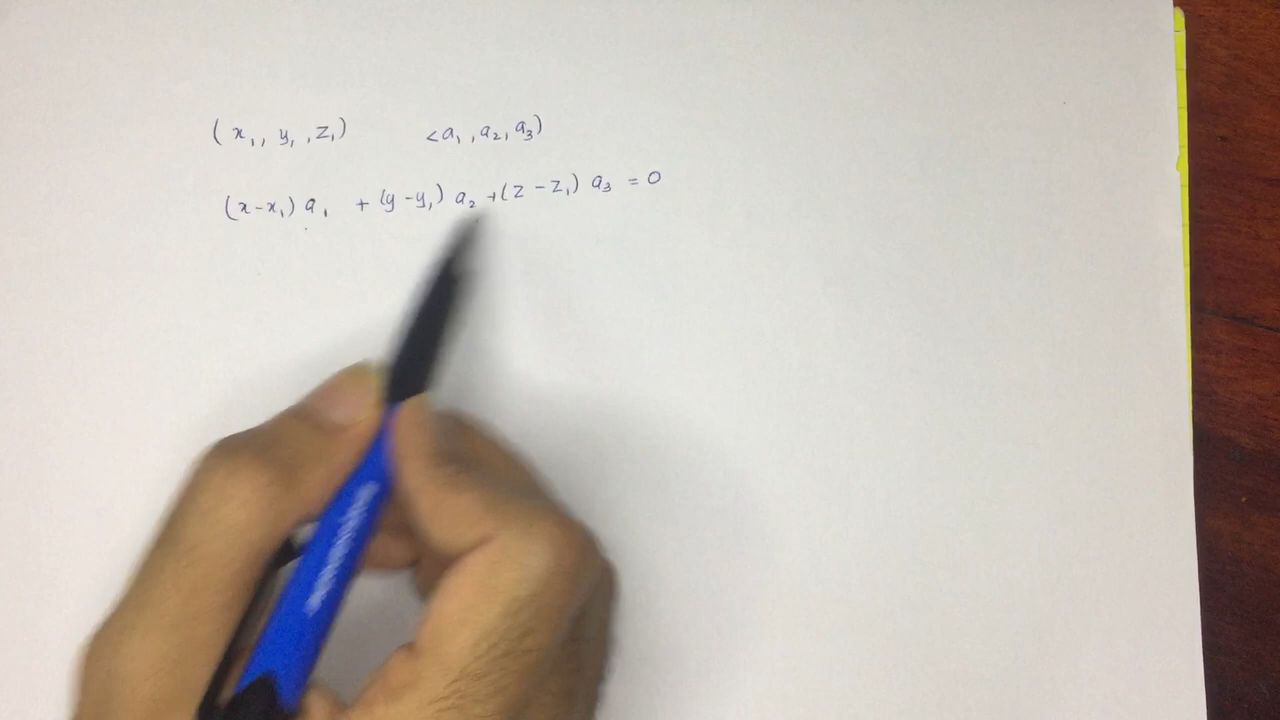 (x₁, y₁, z₁) <a₁, a₂, a₃)
(x-x₁) a₁ + (y-y₁) a₂ + (z-z₁) a₃ = 0